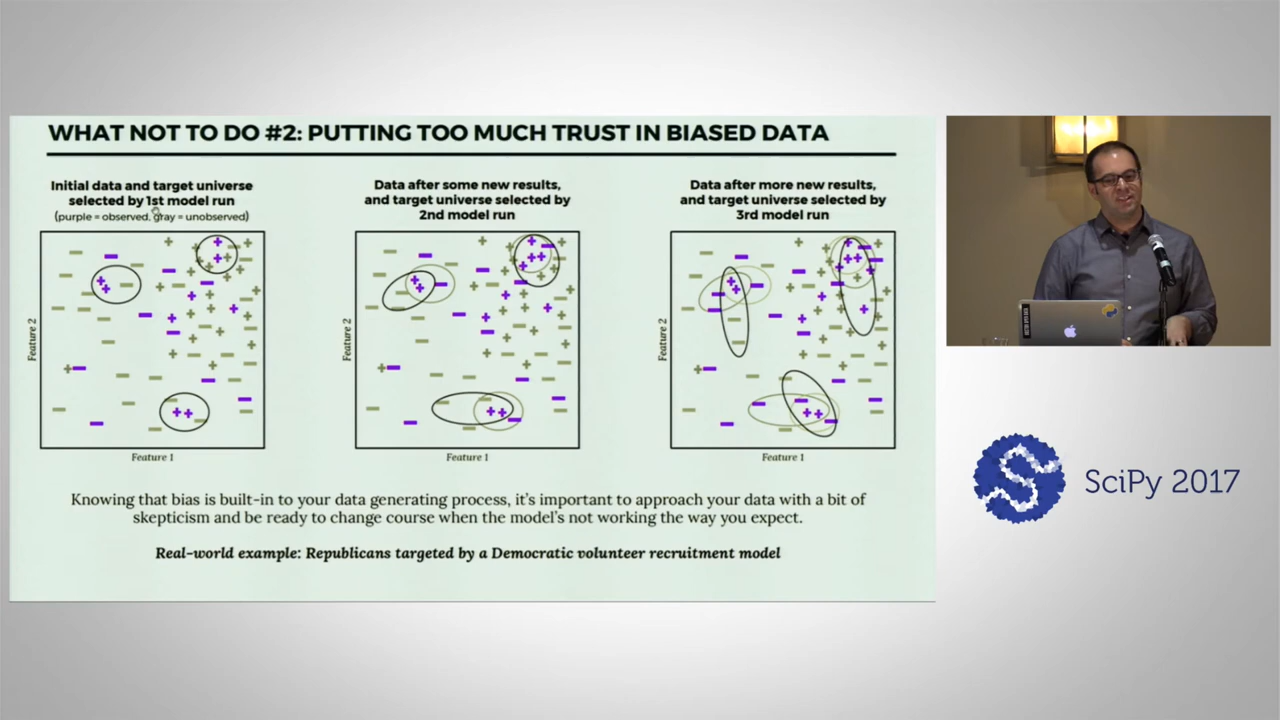 WHAT NOT TO DO #2: PUTTING TOO MUCH TRUST IN BIASED DATA
Initial data and target universe
selected by 1st model run
(purple = observed, gray = unobserved)
Data after some new results,
and target universe selected by
2nd model run
Data after more new results,
and target universe selected by
3rd model run
Feature 2
Feature 1
Feature 2
Feature 1
Feature 2
Feature 1
Knowing that bias is built-in to your data generating process, it's important to approach your data with a bit of
skepticism and be ready to change course when the model's not working the way you expect.
Real-world example: Republicans targeted by a Democratic volunteer recruitment model
SciPy 2017